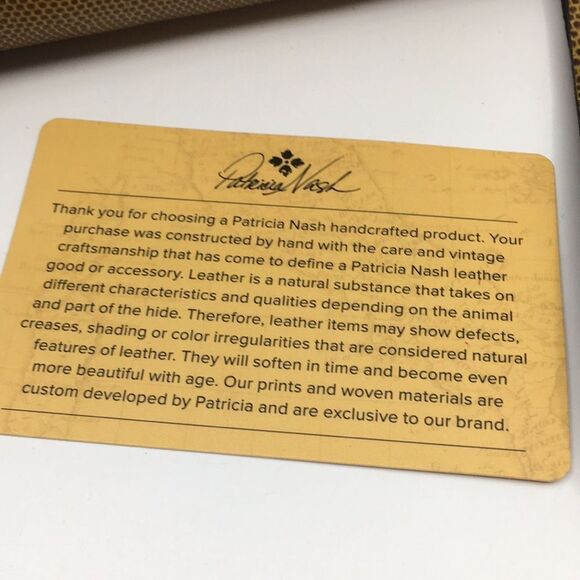 Patricia Nash
Thank you for choosing a Patricia Nash handcrafted product. Your
purchase was constructed by hand with the care and vintage
craftsmanship that has come to define a Patricia Nash leather
good or accessory. Leather is a natural substance that takes on
different characteristics and qualities depending on the animal
and part of the hide. Therefore, leather items may show defects,
creases, shading or color irregularities that are considered natural
features of leather. They will soften in time and become even
more beautiful with age. Our prints and woven materials are
custom developed by Patricia and are exclusive to our brand.